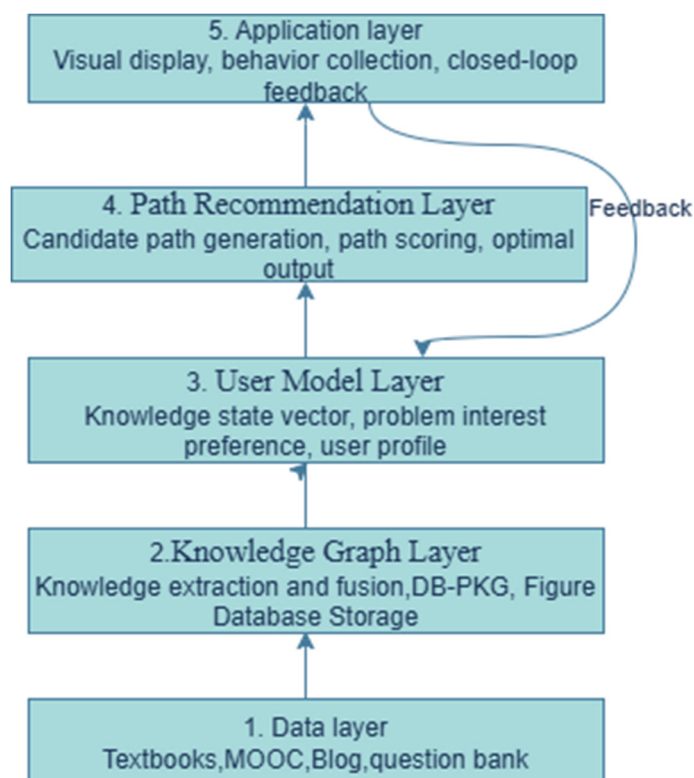 5. Application layer
Visual display, behavior collection, closed-loop
feedback
4. Path Recommendation Layer
Candidate path generation, path scoring, optimal
output
Feedback
3. User Model Layer
Knowledge state vector, problem interest
preference, user profile
2.Knowledge Graph Layer
Knowledge extraction and fusion,DB-PKG, Figure
Database Storage
1. Data layer
Textbooks,MOOC,Blog,question bank